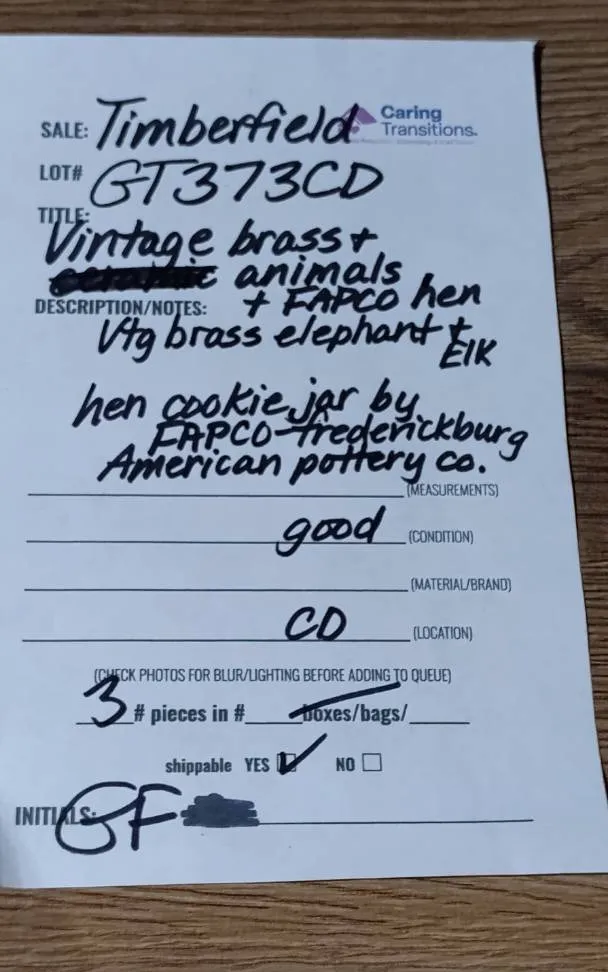 SALE: Timberfield Caring Transitions.
LOT# GT373CD
TITLE:
Vintage brass +
animals
+ FAPCO hen
DESCRIPTION/NOTES:
Vtg brass elephant +
Elk
hen cookie jar by
FAPCO-frederickburg
American pottery co.
(MEASUREMENTS)
good (CONDITION)
(MATERIAL/BRAND)
CD (LOCATION)
(CHECK PHOTOS FOR BLUR/LIGHTING BEFORE ADDING TO QUEUE)
3 # pieces in # boxes/bags/
shippable YES ✓ NO
INITIALS: GF